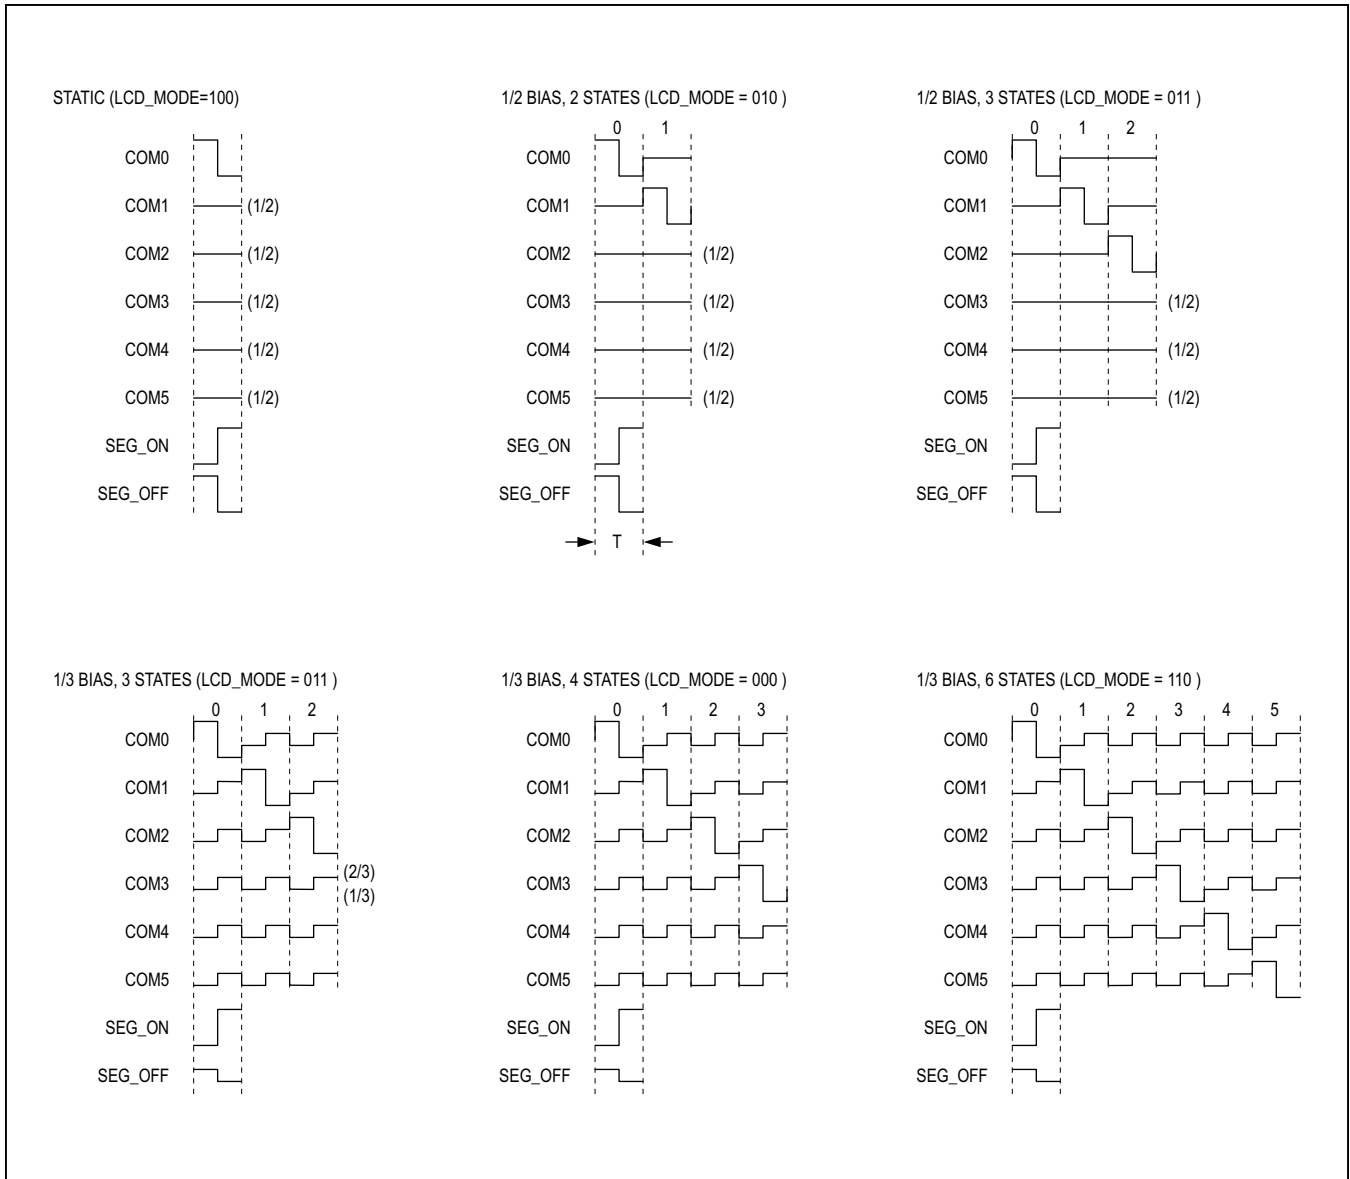 STATIC (LCD_MODE=100)
COM0
COM1 (1/2)
COM2 (1/2)
COM3 (1/2)
COM4 (1/2)
COM5 (1/2)
SEG_ON
SEG_OFF
1/2 BIAS, 2 STATES (LCD_MODE = 010 )
0 1
COM0
COM1
COM2 (1/2)
COM3 (1/2)
COM4 (1/2)
COM5 (1/2)
SEG_ON
SEG_OFF
T
1/2 BIAS, 3 STATES (LCD_MODE = 011 )
0 1 2
COM0
COM1
COM2
COM3 (1/2)
COM4 (1/2)
COM5 (1/2)
SEG_ON
SEG_OFF
1/3 BIAS, 3 STATES (LCD_MODE = 011 )
0 1 2
COM0
COM1
COM2
(2/3)
COM3
(1/3)
COM4
COM5
SEG_ON
SEG_OFF
1/3 BIAS, 4 STATES (LCD_MODE = 000 )
0 1 2 3
COM0
COM1
COM2
COM3
COM4
COM5
SEG_ON
SEG_OFF
1/3 BIAS, 6 STATES (LCD_MODE = 110 )
0 1 2 3 4 5
COM0
COM1
COM2
COM3
COM4
COM5
SEG_ON
SEG_OFF